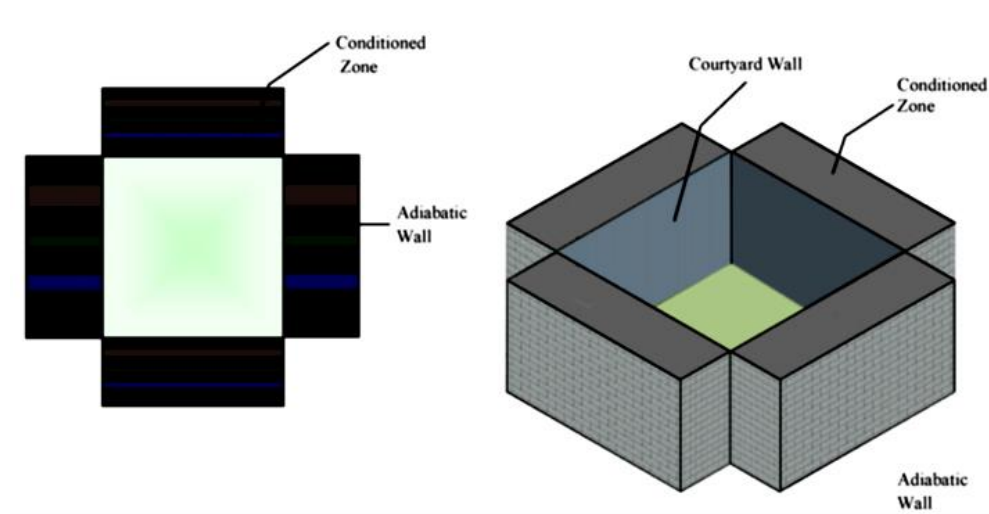 Conditioned
Zone
Adiabatic
Wall
Courtyard Wall
Conditioned
Zone
Adiabatic
Wall